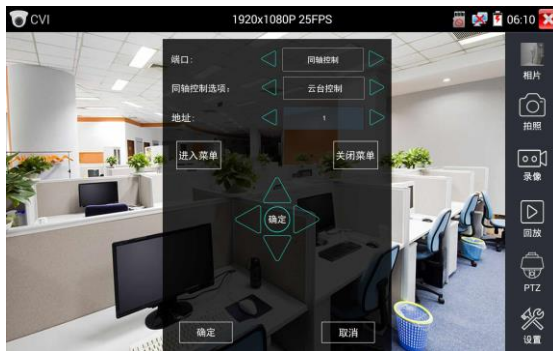 CVI 1920x1080P 25FPS 06:10
端口: 同轴控制
同轴控制选项: 云台控制
地址: 1
进入菜单 关闭菜单
确定
确定 取消
相片
拍照
录像
回放
PTZ
设置